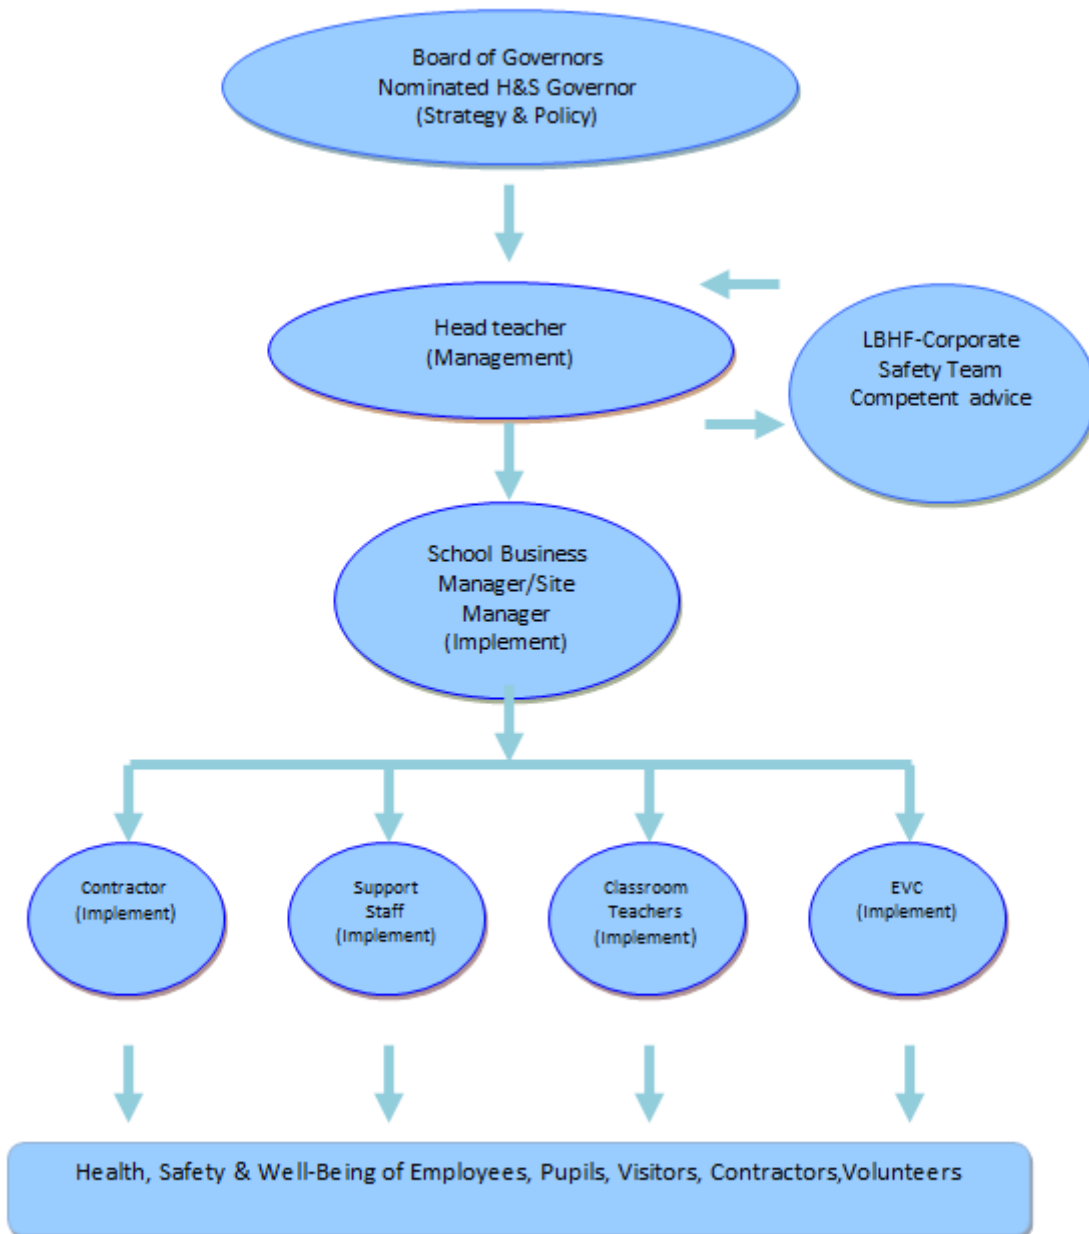 Board of Governors
Nominated H&S Governor
(Strategy & Policy)
Head teacher
(Management)
LBHF-Corporate
Safety Team
Competent advice
School Business
Manager/Site
Manager
(Implement)
Contractor
(Implement)
Support
Staff
(Implement)
Classroom
Teachers
(Implement)
EVC
(Implement)
Health, Safety & Well-Being of Employees, Pupils, Visitors, Contractors,Volunteers